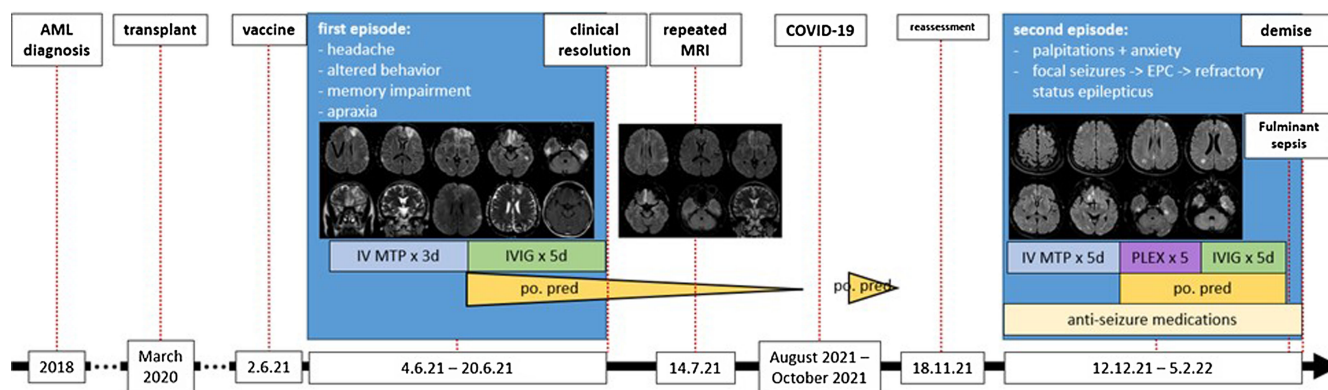 AML
diagnosis
transplant
vaccine
first episode:
- headache
- altered behavior
- memory impairment
- apraxia
clinical
resolution
repeated
MRI
COVID-19
reassessment
second episode:
- palpitations + anxiety
- focal seizures -> EPC -> refractory
status epilepticus
demise
Fulminant
sepsis
IV MTP x 3d
IVIG x 5d
po. pred
po. pred
IV MTP x 5d
PLEX x 5
IVIG x 5d
po. pred
anti-seizure medications
2018
March
2020
2.6.21
4.6.21 – 20.6.21
14.7.21
August 2021 –
October 2021
18.11.21
12.12.21 – 5.2.22